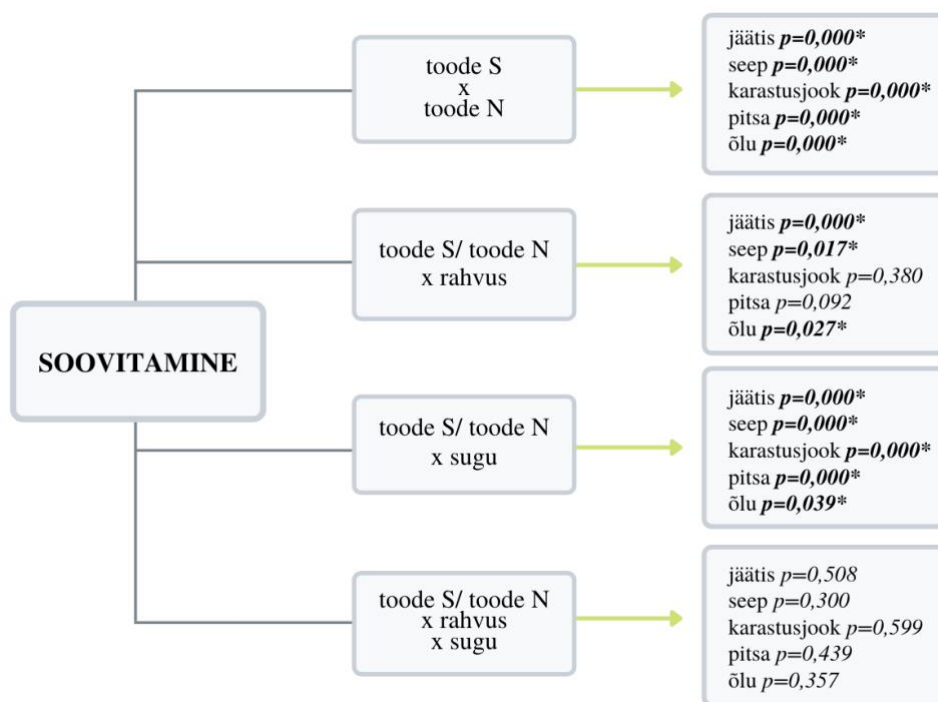 SOOVITAMINE
toode S
x
toode N
jäätis p=0,000*
seep p=0,000*
karastusjook p=0,000*
pitsa p=0,000*
õlu p=0,000*
toode S/ toode N
x rahvus
jäätis p=0,000*
seep p=0,017*
karastusjook p=0,380
pitsa p=0,092
õlu p=0,027*
toode S/ toode N
x sugu
jäätis p=0,000*
seep p=0,000*
karastusjook p=0,000*
pitsa p=0,000*
õlu p=0,039*
toode S/ toode N
x rahvus
x sugu
jäätis p=0,508
seep p=0,300
karastusjook p=0,599
pitsa p=0,439
õlu p=0,357